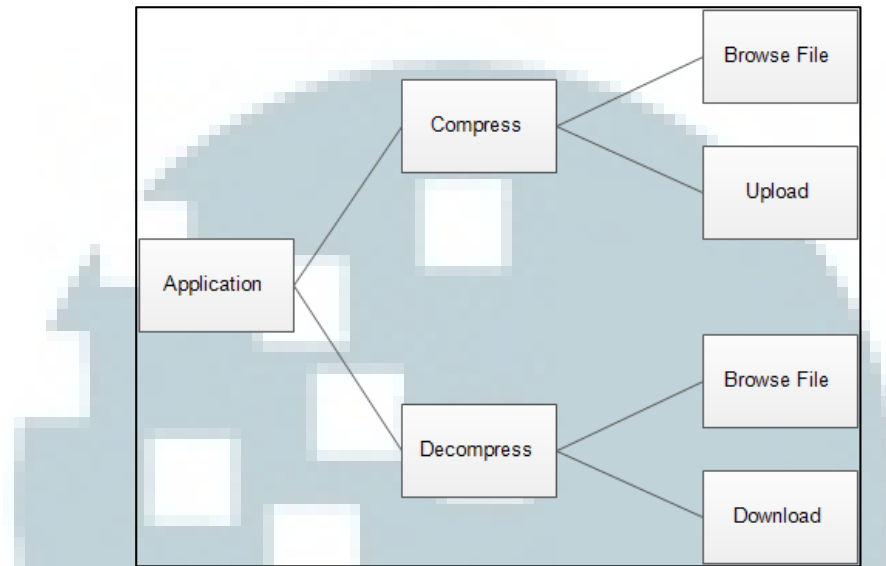 Browse File
Compress
Upload
Application
Browse File
Decompress
Download